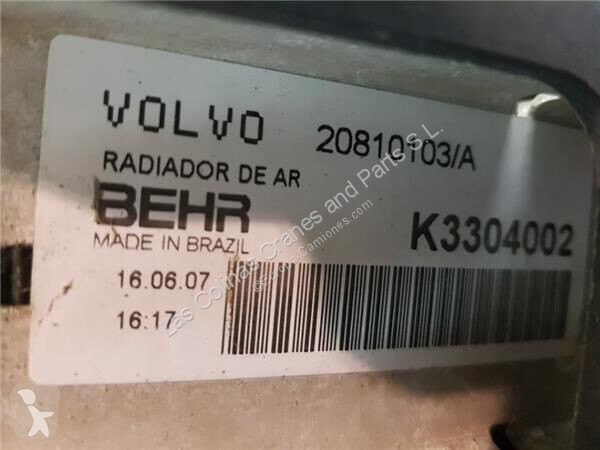 VOLVO 20810103/A
RADIADOR DE AR
BEHR K3304002
MADE IN BRAZIL
16.06.07
16:17
Las Colinas Cranes and Parts S.L.